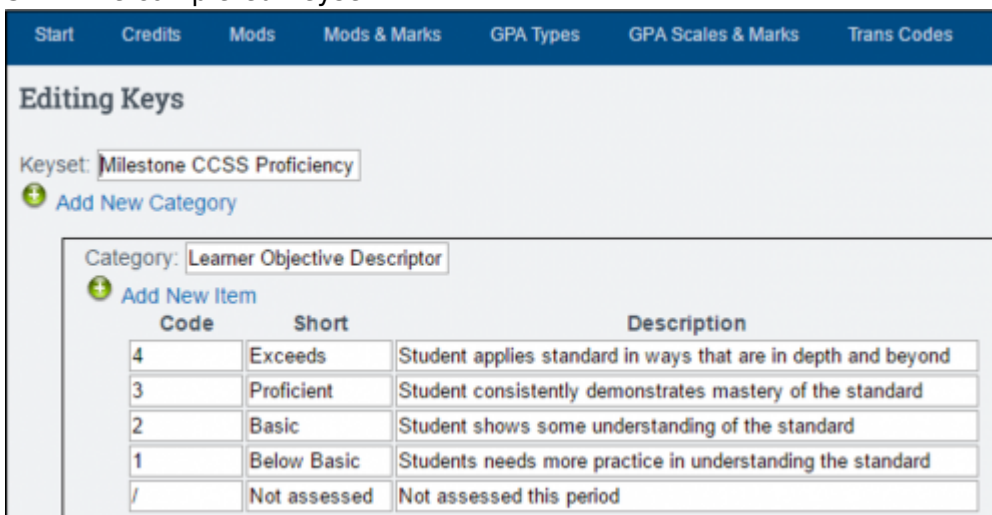 Start Credits Mods Mods & Marks GPA Types GPA Scales & Marks Trans Codes
Editing Keys
Keyset: Milestone CCSS Proficiency
Add New Category
Category: Learner Objective Descriptor
Add New Item
Code Short Description
4 Exceeds Student applies standard in ways that are in depth and beyond
3 Proficient Student consistently demonstrates mastery of the standard
2 Basic Student shows some understanding of the standard
1 Below Basic Students needs more practice in understanding the standard
/ Not assessed Not assessed this period